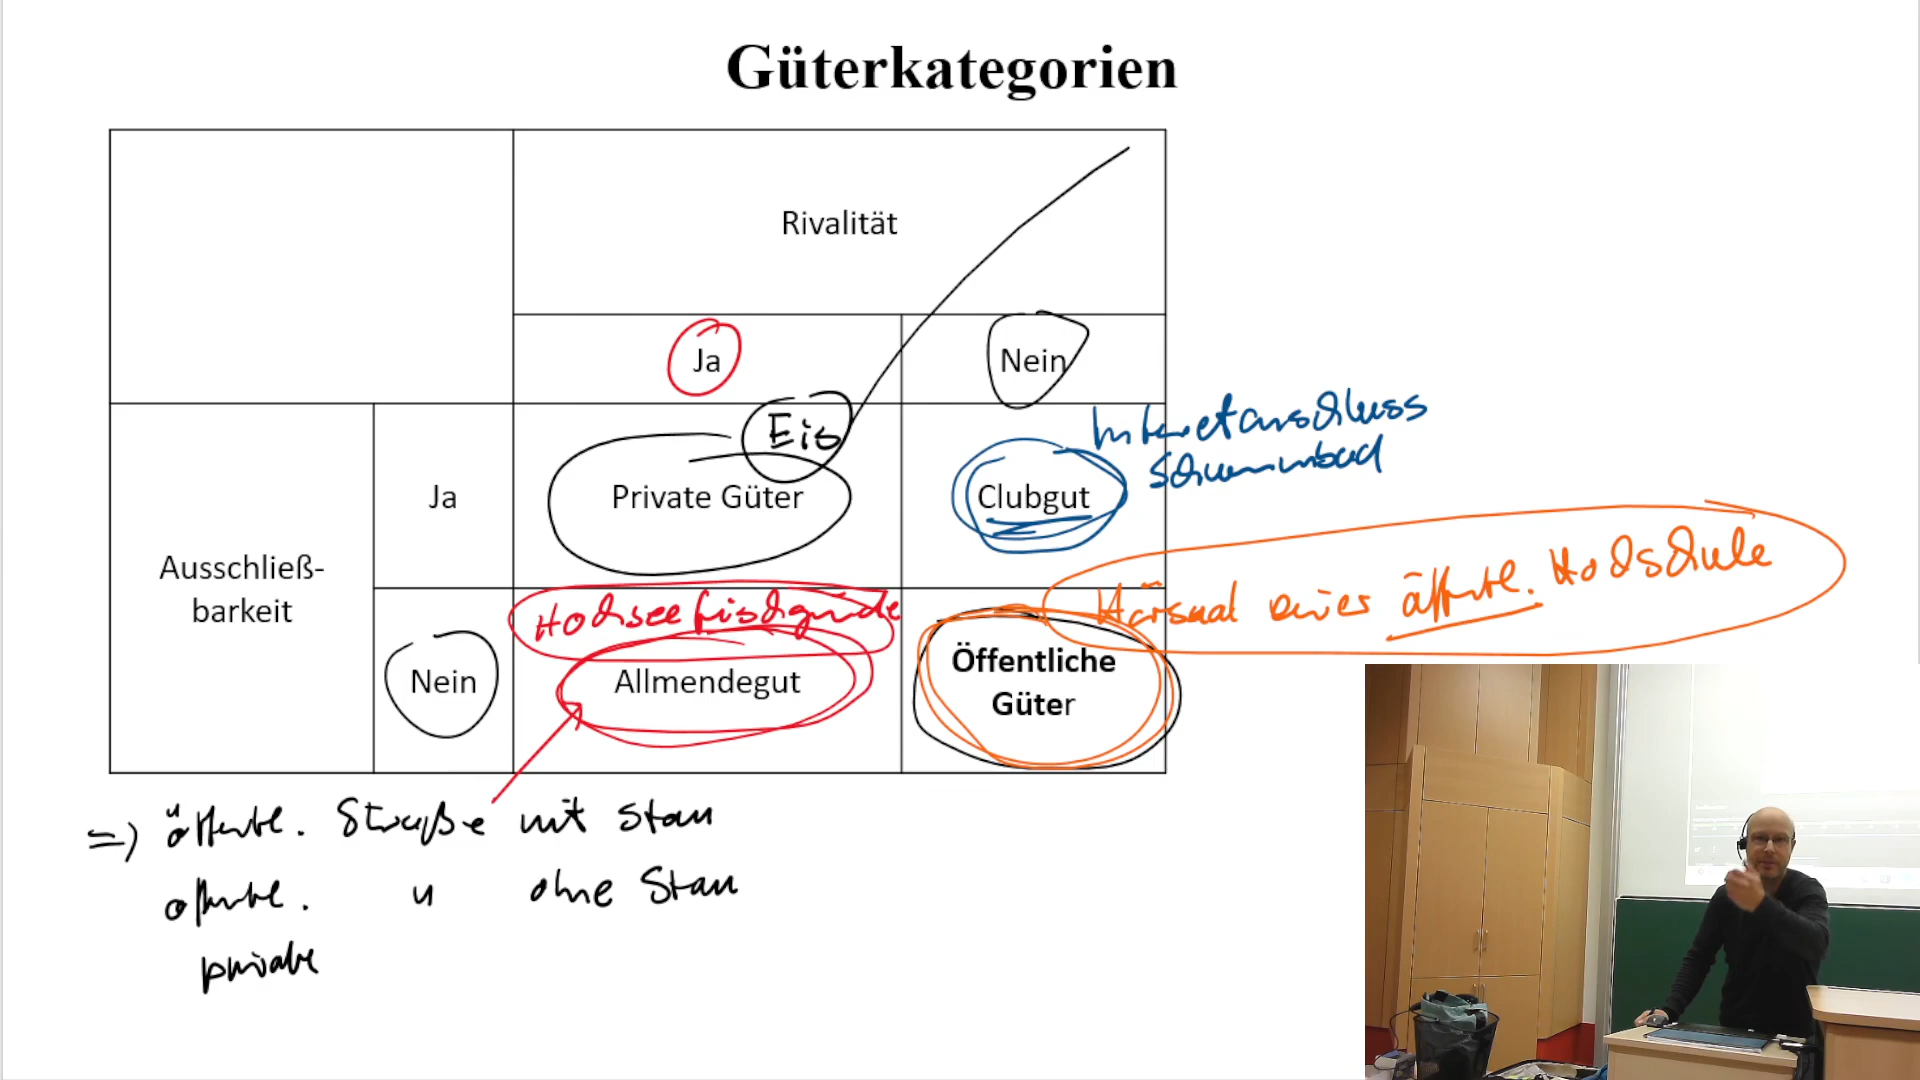 Güterkategorien
Rivalität
Ja
Nein
Eis
Internetanschluss
Schwimmbad
Ja
Private Güter
Clubgut
Ausschließ-
barkeit
Hörsaal einer öffentl. Hochschule
Hochseefischgründe
Nein
Allmendegut
Öffentliche
Güter
=) öffentl. Straße mit Stau
öffentl. " ohne Stau
private